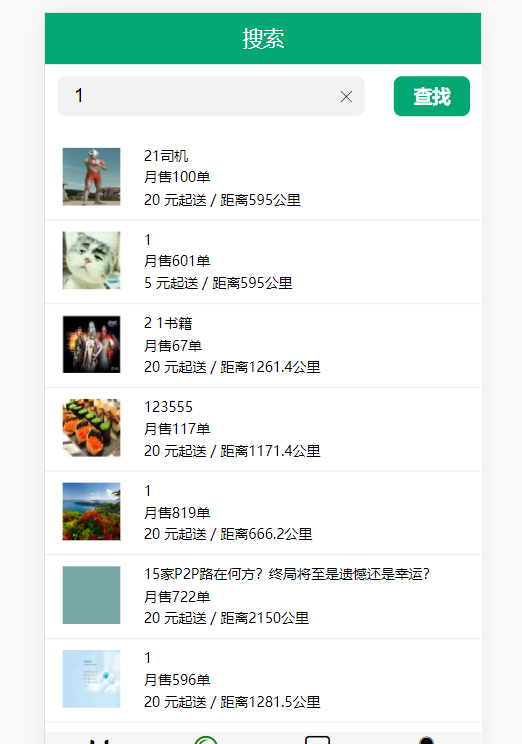 搜索
1
查找
21司机
月售100单
20 元起送 / 距离595公里
1
月售601单
5 元起送 / 距离595公里
2 1书籍
月售67单
20 元起送 / 距离1261.4公里
123555
月售117单
20 元起送 / 距离1171.4公里
1
月售819单
20 元起送 / 距离666.2公里
15家P2P路在何方？终局将至是遗憾还是幸运？
月售722单
20 元起送 / 距离2150公里
1
月售596单
20 元起送 / 距离1281.5公里